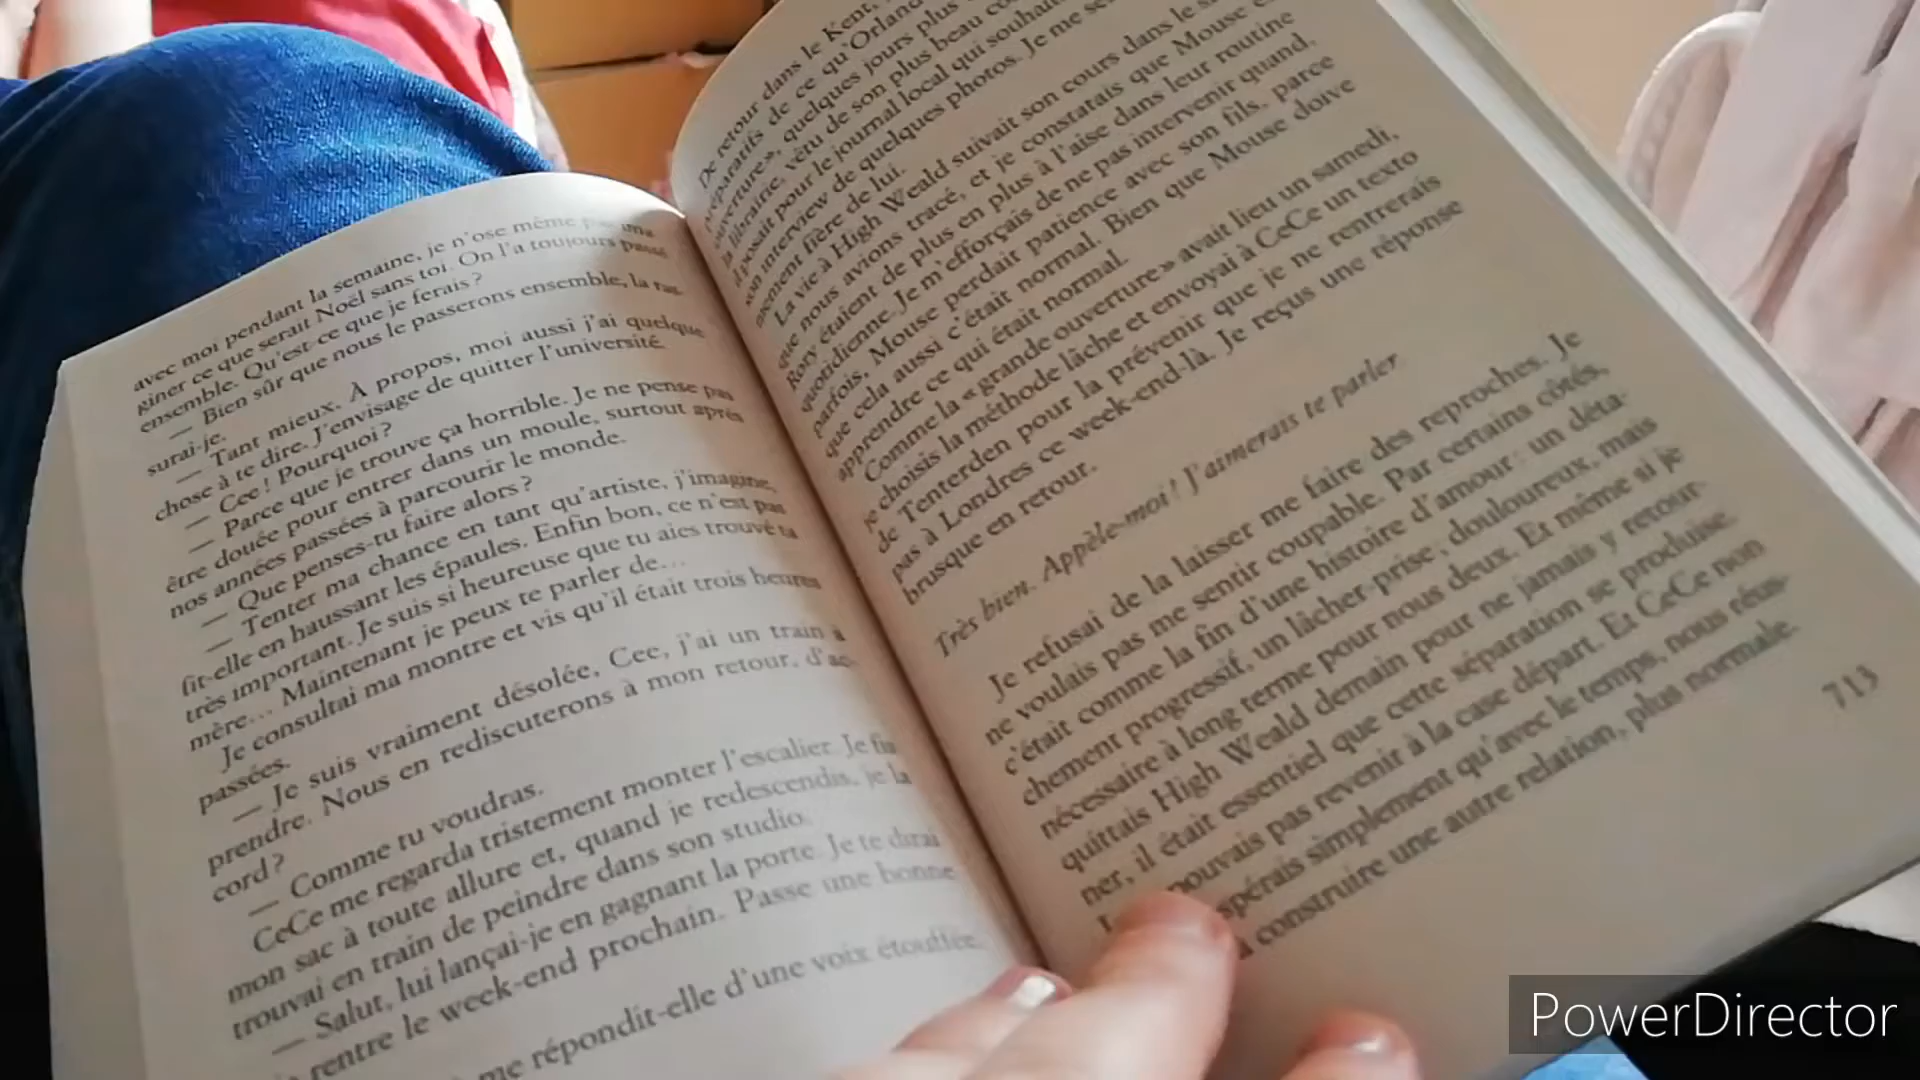 avec moi pendant la semaine, je n'ose même
giner ce que serait Noël sans toi. On l'a toujours passé
ensemble. Qu'est-ce que je ferais ?
— Bien sûr que nous le passerons ensemble, la ras-
surai-je.
— Tant mieux. À propos, moi aussi j'ai quelque
chose à te dire. J'envisage de quitter l'université.
— Cee ! Pourquoi ?
— Parce que je trouve ça horrible. Je ne pense pas
être douée pour entrer dans un moule, surtout après
nos années passées à parcourir le monde.
— Que penses-tu faire alors ?
— Tenter ma chance en tant qu'artiste, j'imagine,
fit-elle en haussant les épaules. Enfin bon, ce n'est pas
très important. Je suis si heureuse que tu aies trouvé ta
mère... Maintenant je peux te parler de...
Je consultai ma montre et vis qu'il était trois heures
passées.
— Je suis vraiment désolée, Cee, j'ai un train à
prendre. Nous en rediscuterons à mon retour, d'ac-
cord ?
— Comme tu voudras.
CeCe me regarda tristement monter l'escalier. Je fis
mon sac à toute allure et, quand je redescendis, je la
trouvai en train de peindre dans son studio.
— Salut, lui lançai-je en gagnant la porte. Je te dirai
rentre le week-end prochain. Passe une bonne
me répondit-elle d'une voix étouffée.
De retour dans le Kent,
préparatifs de ce qu'Orland
ouverture », quelques jours plus
la librairie, vêtu de son plus beau
il posait pour le journal local qui souhait
son interview de quelques photos. Je me
ment fière de lui.
La vie à High Weald suivait son cours dans le
que nous avions tracé, et je constatais que Mouse e
Rory étaient de plus en plus à l'aise dans leur routine
quotidienne. Je m'efforçais de ne pas intervenir quand,
parfois, Mouse perdait patience avec son fils, parce
que cela aussi c'était normal. Bien que Mouse doive
apprendre ce qui était normal.
Comme la « grande ouverture » avait lieu un samedi,
je choisis la méthode lâche et envoyai à CeCe un texto
de Tenterden pour la prévenir que je ne rentrerais
pas à Londres ce week-end-là. Je reçus une réponse
brusque en retour.
Très bien. Appèle-moi ! J'aimerais te parler.
Je refusai de la laisser me faire des reproches. Je
ne voulais pas me sentir coupable. Par certains côtés,
c'était comme la fin d'une histoire d'amour : un déta-
chement progressif, un lâcher-prise, douloureux, mais
nécessaire à long terme pour nous deux. Et même si je
quittais High Weald demain pour ne jamais y retour-
ner, il était essentiel que cette séparation se produise.
pouvais pas revenir à la case départ. Et CeCe non
spérais simplement qu'avec le temps, nous réus-
à construire une autre relation, plus normale.
713
PowerDirector